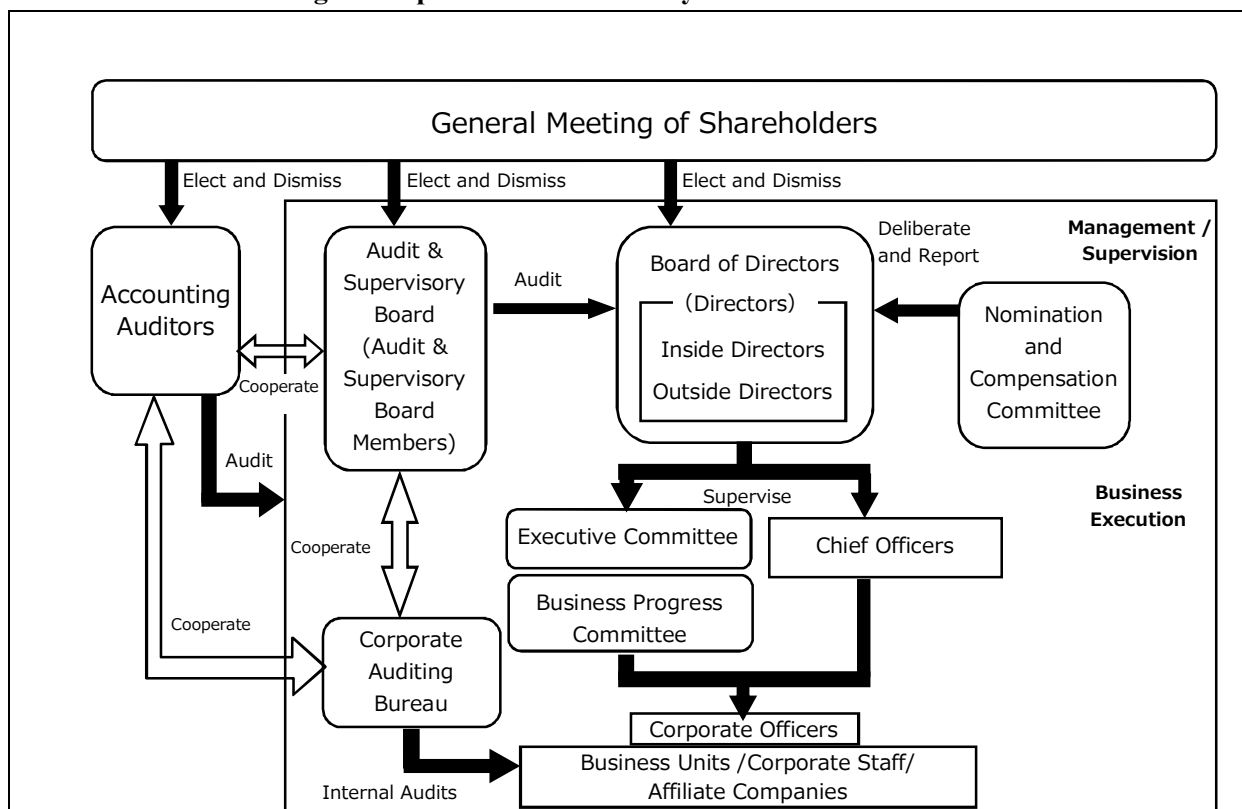 General Meeting of Shareholders
Elect and Dismiss
Elect and Dismiss
Elect and Dismiss
Management /
Supervision
Deliberate
and Report
Accounting
Auditors
Audit &
Supervisory
Board
(Audit &
Supervisory
Board
Members)
Audit
Board of Directors
(Directors)
Inside Directors
Outside Directors
Nomination
and
Compensation
Committee
Cooperate
Audit
Supervise
Business
Execution
Executive Committee
Chief Officers
Cooperate
Business Progress
Committee
Cooperate
Corporate
Auditing
Bureau
Corporate Officers
Business Units /Corporate Staff/
Affiliate Companies
Internal Audits